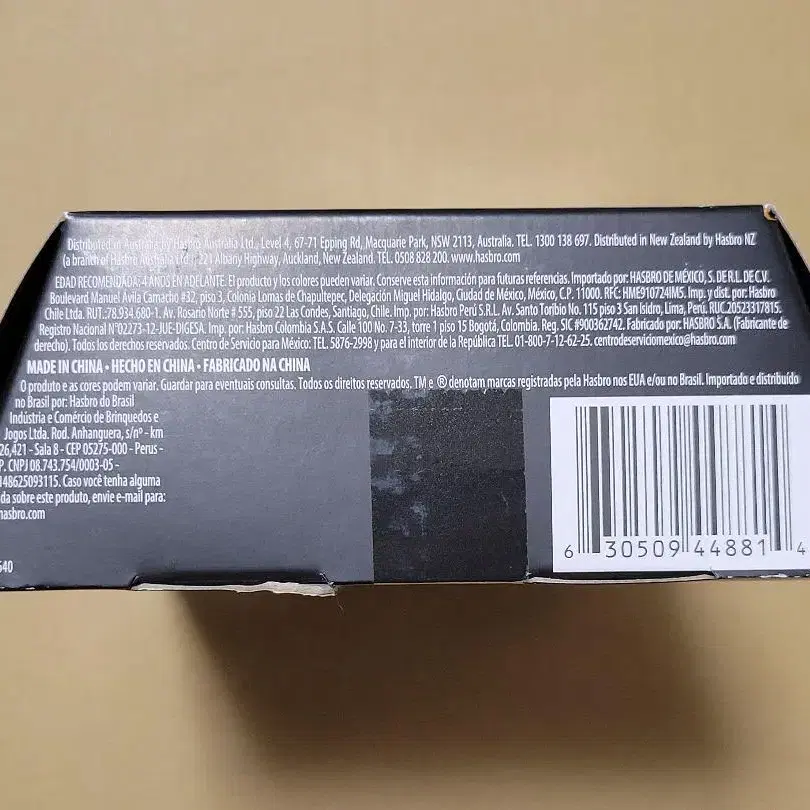 Distributed in Australia by Hasbro Australia Ltd., Level 4, 67-71 Epping Rd, Macquarie Park, NSW 2113, Australia. TEL. 1300 138 697. Distributed in New Zealand by Hasbro NZ
(a branch of Hasbro Australia Ltd.), 221 Albany Highway, Auckland, New Zealand. TEL. 0508 828 200. www.hasbro.com
EDAD RECOMENDADA: 4 AÑOS EN ADELANTE. El producto y los colores pueden variar. Conserve esta información para futuras referencias. Importado por: HASBRO DE MÉXICO, S. DE R.L. DE C.V.
Boulevard Manuel Avila Camacho #32, piso 3, Colonia Lomas de Chapultepec, Delegación Miguel Hidalgo, Ciudad de México, México, C.P. 11000. RFC: HME910724IM5. Imp. y dist. por: Hasbro
Chile Ltda. RUT.:78.934.680-1. Av. Rosario Norte # 555, piso 22 Las Condes, Santiago, Chile. Imp. por: Hasbro Perú S.R.L. Av. Santo Toribio No. 115 piso 3 San Isidro, Lima, Perú. RUC.20523317815.
Registro Nacional N°02273-12-JUE-DIGESA. Imp. por: Hasbro Colombia S.A.S. Calle 100 No. 7-33, torre 1 piso 15 Bogotá, Colombia. Reg. SIC #900362742. Fabricado por: HASBRO S.A. (Fabricante de
derecho). Todos los derechos reservados. Centro de Servicio para México: TEL. 5876-2998 y para el interior de la República TEL. 01-800-7-12-62-25. centrodeserviciomexico@hasbro.com
MADE IN CHINA • HECHO EN CHINA • FABRICADO NA CHINA
O produto e as cores podem variar. Guardar para eventuais consultas. Todos os direitos reservados. TM e ® denotam marcas registradas pela Hasbro nos EUA e/ou no Brasil. Importado e distribuído
no Brasil por: Hasbro do Brasil
Indústria e Comércio de Brinquedos e
Jogos Ltda. Rod. Anhanguera, s/nº - km
26,421 - Sala 8 - CEP 05275-000 - Perus -
P. CNPJ 08.743.754/0003-05 -
148625093115. Caso você tenha alguma
da sobre este produto, envie e-mail para:
hasbro.com
540
6 30509 44881 4